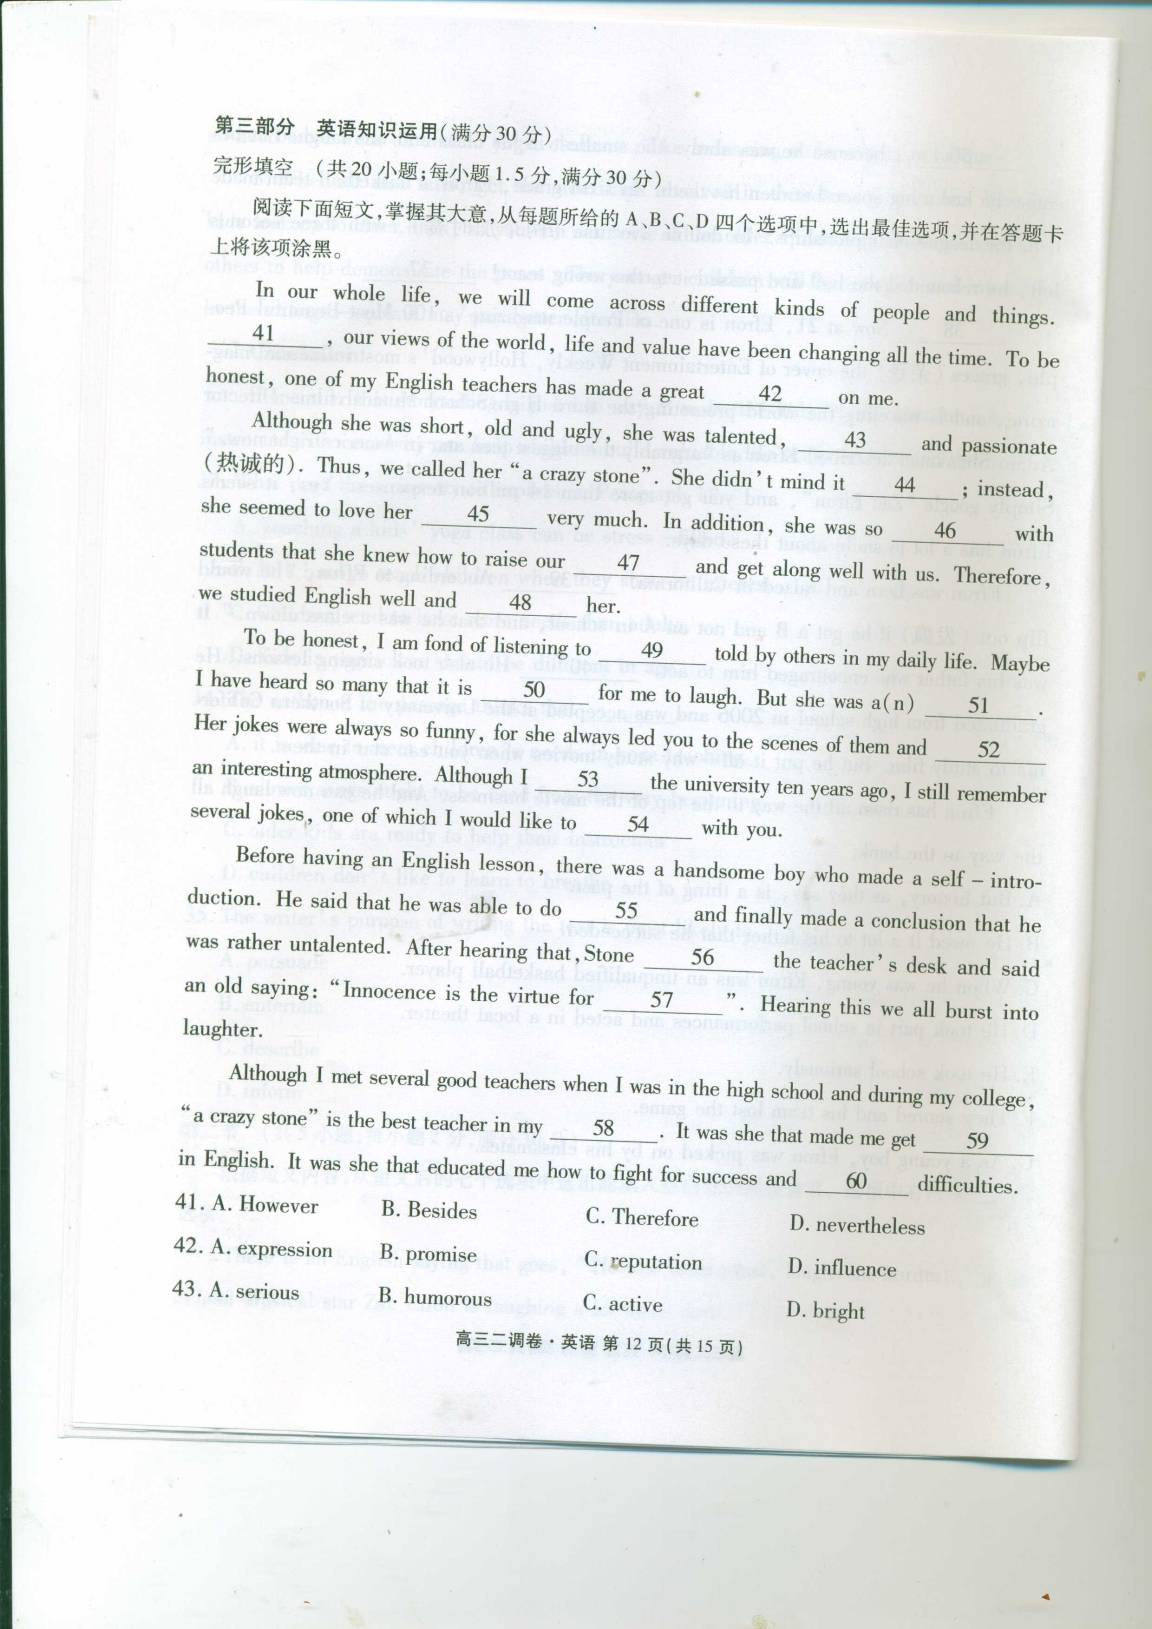 第三部分 英语知识运用(满分30分)
完形填空 (共20小题;每小题1.5分,满分30分)
阅读下面短文,掌握其大意,从每题所给的A、B、C、D四个选项中,选出最佳选项,并在答题卡
上将该项涂黑。
In our whole life, we will come across different kinds of people and things.
41 , our views of the world, life and value have been changing all the time. To be
honest, one of my English teachers has made a great 42 on me.
Although she was short, old and ugly, she was talented, 43 and passionate
(热诚的). Thus, we called her “a crazy stone”. She didn't mind it 44 ; instead,
she seemed to love her 45 very much. In addition, she was so 46 with
students that she knew how to raise our 47 and get along well with us. Therefore,
we studied English well and 48 her.
To be honest, I am fond of listening to 49 told by others in my daily life. Maybe
I have heard so many that it is 50 for me to laugh. But she was a(n) 51 .
Her jokes were always so funny, for she always led you to the scenes of them and 52
an interesting atmosphere. Although I 53 the university ten years ago, I still remember
several jokes, one of which I would like to 54 with you.
Before having an English lesson, there was a handsome boy who made a self - intro-
duction. He said that he was able to do 55 and finally made a conclusion that he
was rather untalented. After hearing that, Stone 56 the teacher's desk and said
an old saying: “Innocence is the virtue for 57 ”. Hearing this we all burst into
laughter.
Although I met several good teachers when I was in the high school and during my college,
“a crazy stone” is the best teacher in my 58 . It was she that made me get 59
in English. It was she that educated me how to fight for success and 60 difficulties.
41. A. However B. Besides C. Therefore D. nevertheless
42. A. expression B. promise C. reputation D. influence
43. A. serious B. humorous C. active D. bright
高三二调卷·英语 第12页(共15页)